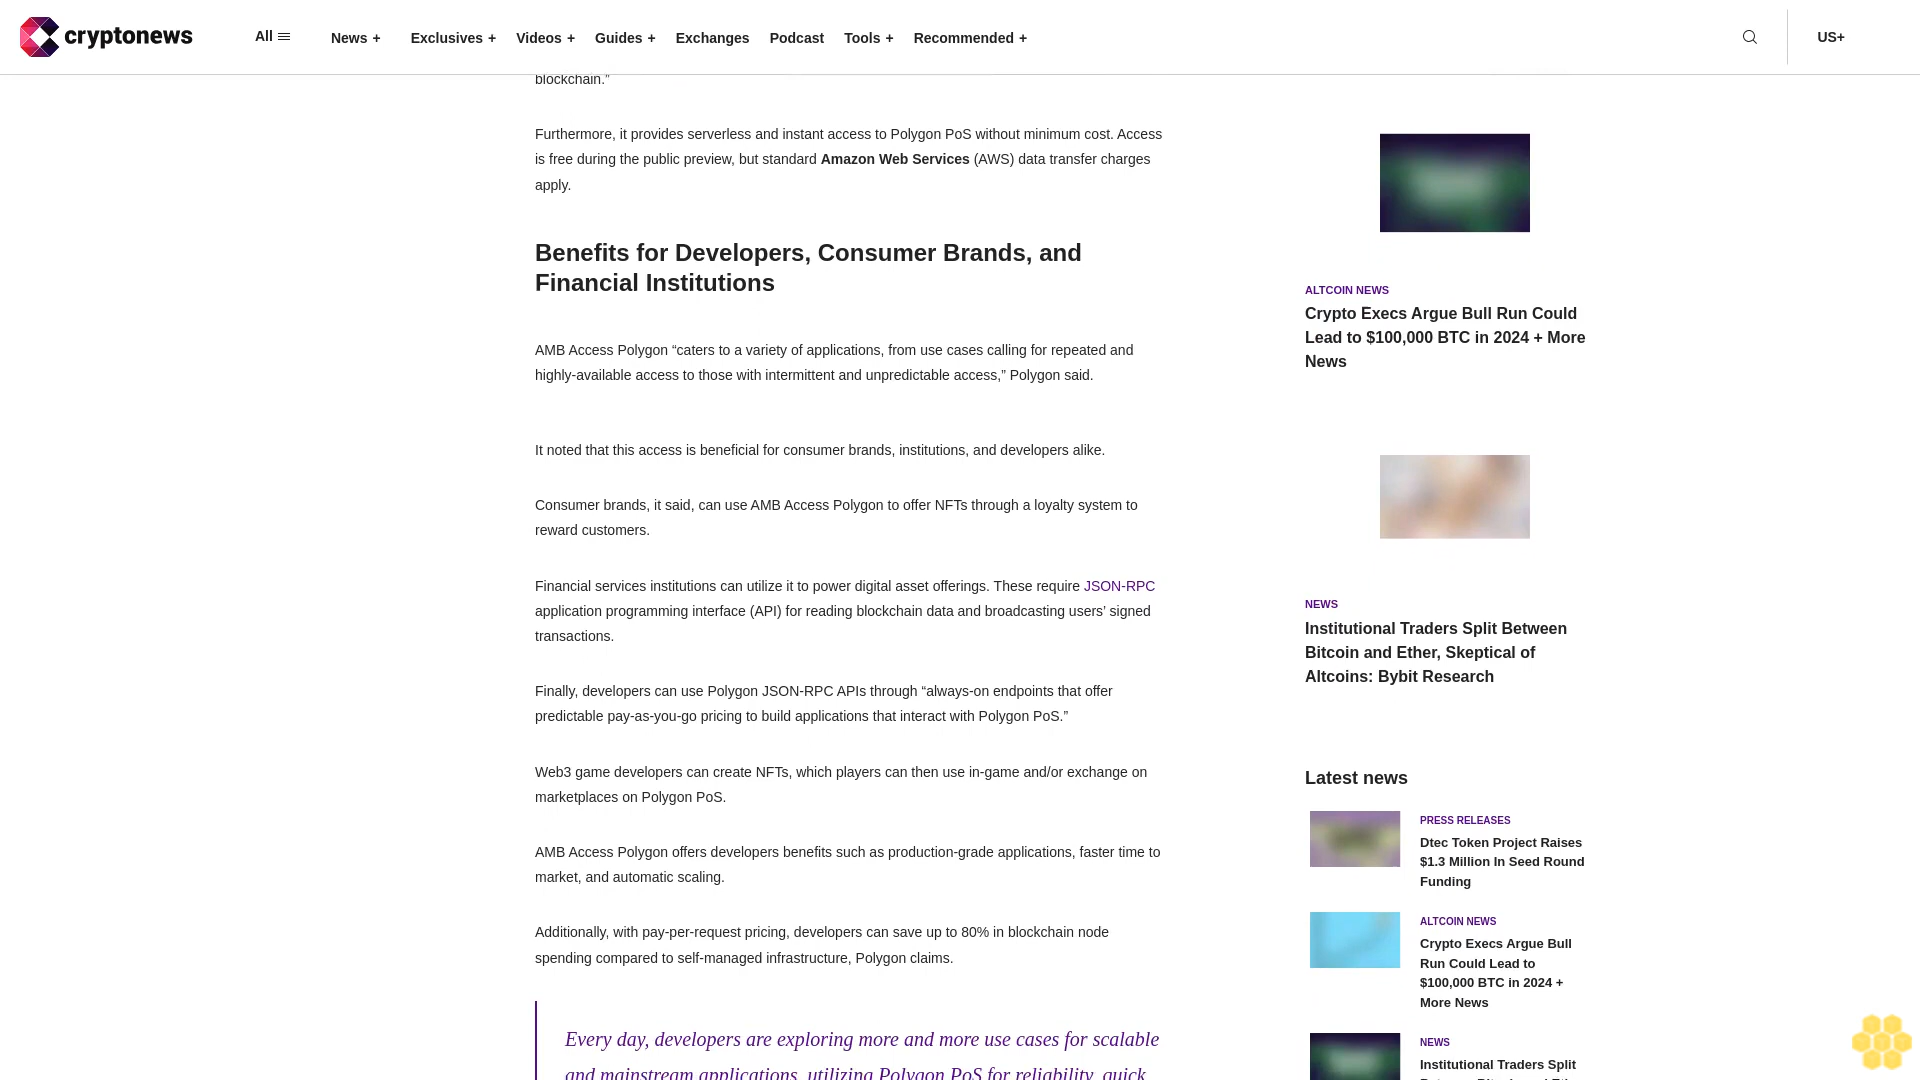 cryptonews
All
News +
Exclusives +
Videos +
Guides +
Exchanges
Podcast
Tools +
Recommended +
US+
blockchain.”
Furthermore, it provides serverless and instant access to Polygon PoS without minimum cost. Access
is free during the public preview, but standard Amazon Web Services (AWS) data transfer charges
apply.
Benefits for Developers, Consumer Brands, and
Financial Institutions
AMB Access Polygon “caters to a variety of applications, from use cases calling for repeated and
highly-available access to those with intermittent and unpredictable access,” Polygon said.
It noted that this access is beneficial for consumer brands, institutions, and developers alike.
Consumer brands, it said, can use AMB Access Polygon to offer NFTs through a loyalty system to
reward customers.
Financial services institutions can utilize it to power digital asset offerings. These require JSON-RPC
application programming interface (API) for reading blockchain data and broadcasting users’ signed
transactions.
Finally, developers can use Polygon JSON-RPC APIs through “always-on endpoints that offer
predictable pay-as-you-go pricing to build applications that interact with Polygon PoS.”
Web3 game developers can create NFTs, which players can then use in-game and/or exchange on
marketplaces on Polygon PoS.
AMB Access Polygon offers developers benefits such as production-grade applications, faster time to
market, and automatic scaling.
Additionally, with pay-per-request pricing, developers can save up to 80% in blockchain node
spending compared to self-managed infrastructure, Polygon claims.
Every day, developers are exploring more and more use cases for scalable
and mainstream applications, utilizing Polygon PoS for reliability, quick
ALTCOIN NEWS
Crypto Execs Argue Bull Run Could
Lead to $100,000 BTC in 2024 + More
News
NEWS
Institutional Traders Split Between
Bitcoin and Ether, Skeptical of
Altcoins: Bybit Research
Latest news
PRESS RELEASES
Dtec Token Project Raises
$1.3 Million In Seed Round
Funding
ALTCOIN NEWS
Crypto Execs Argue Bull
Run Could Lead to
$100,000 BTC in 2024 +
More News
NEWS
Institutional Traders Split